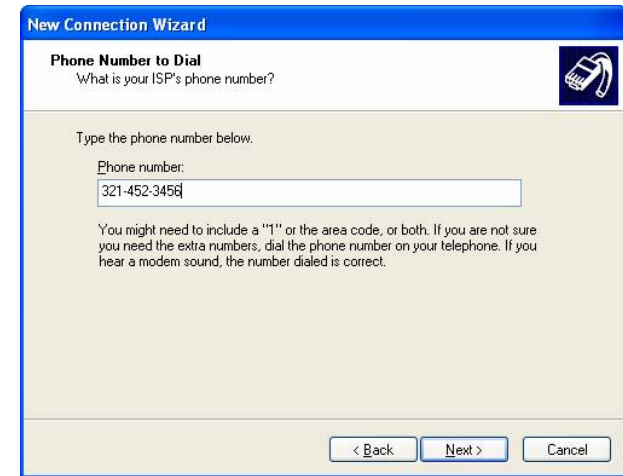 New Connection Wizard
Phone Number to Dial
What is your ISP's phone number?
Type the phone number below.
Phone number:
321-452-3456
You might need to include a "1" or the area code, or both. If you are not sure
you need the extra numbers, dial the phone number on your telephone. If you
hear a modem sound, the number dialed is correct.
< Back Next > Cancel